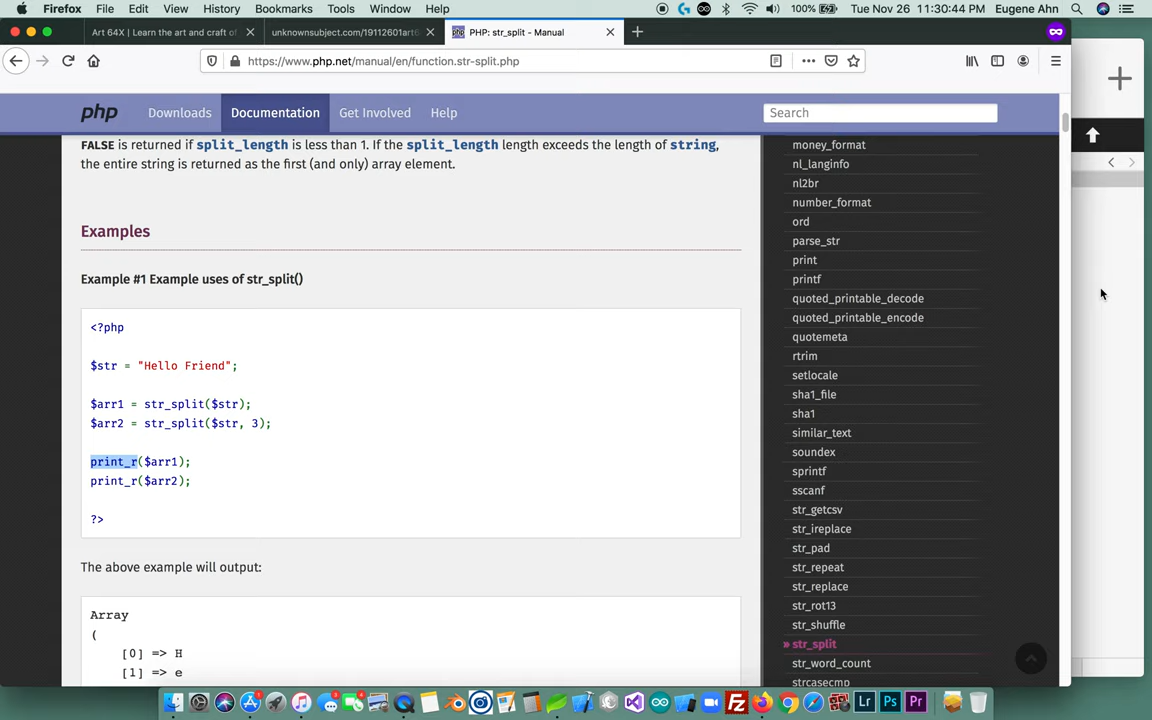 Firefox File Edit View History Bookmarks Tools Window Help 100% Tue Nov 26 11:30:44 Eugene Ahn
Art 64X | Learn the art and craft of
unknownsubject.com/19112601art6
PHP: str_split - Manual
https://www.php.net/manual/en/function.str-split.php
php Downloads Documentation Get Involved Help Search
FALSE is returned if split_length is less than 1. If the split_length length exceeds the length of string,
the entire string is returned as the first (and only) array element.
Examples
Example #1 Example uses of str_split()
<?php
$str = "Hello Friend";
$arr1 = str_split($str);
$arr2 = str_split($str, 3);
print_r($arr1);
print_r($arr2);
?>
The above example will output:
Array
(
[0] => H
[1] => e
money_format
nl_langinfo
nl2br
number_format
ord
parse_str
print
printf
quoted_printable_decode
quoted_printable_encode
quotemeta
rtrim
setlocale
sha1_file
sha1
similar_text
soundex
sprintf
sscanf
str_getcsv
str_ireplace
str_pad
str_repeat
str_replace
str_rot13
str_shuffle
» str_split
str_word_count
strcasecmp
Lr Ps Pr